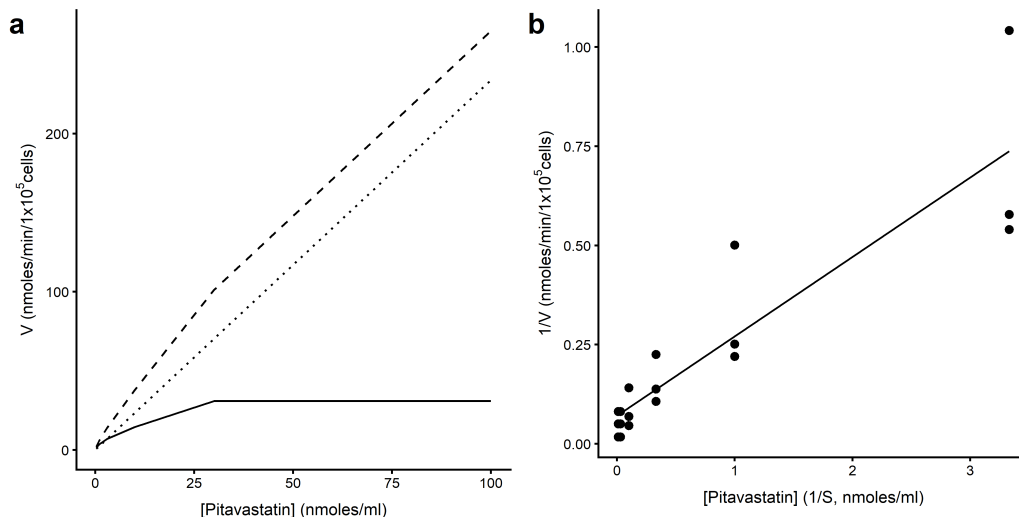 a
V (nmoles/min/1x10⁵cells)
200
100
0
0 25 50 75 100
[Pitavastatin] (nmoles/ml)
b
1/V (nmoles/min/1x10⁵cells)
1.00
0.75
0.50
0.25
0.00
0 1 2 3
[Pitavastatin] (1/S, nmoles/ml)